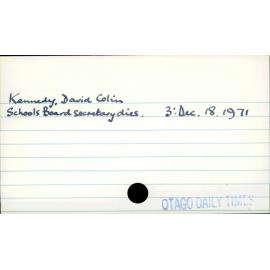 Kennedy, David Colin
Schools Board secretary dies. 3: Dec. 18. 1971
OTAGO DAILY TIMES